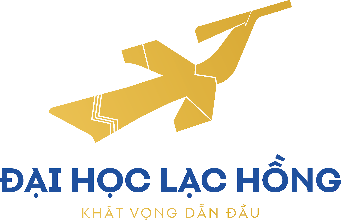 ĐẠI HỌC LẠC HỒNG
KHÁT VỌNG DẪN ĐẦU